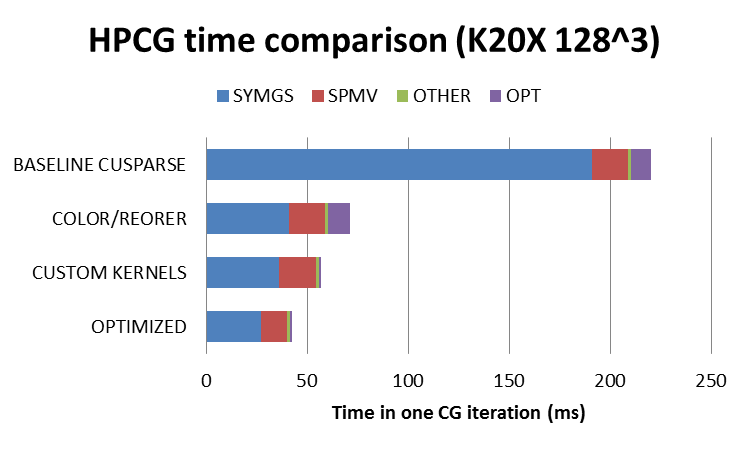 HPCG time comparison (K20X 128^3)
SYMGS SPMV OTHER OPT
BASELINE CUSPARSE
COLOR/REORER
CUSTOM KERNELS
OPTIMIZED
0 50 100 150 200 250
Time in one CG iteration (ms)